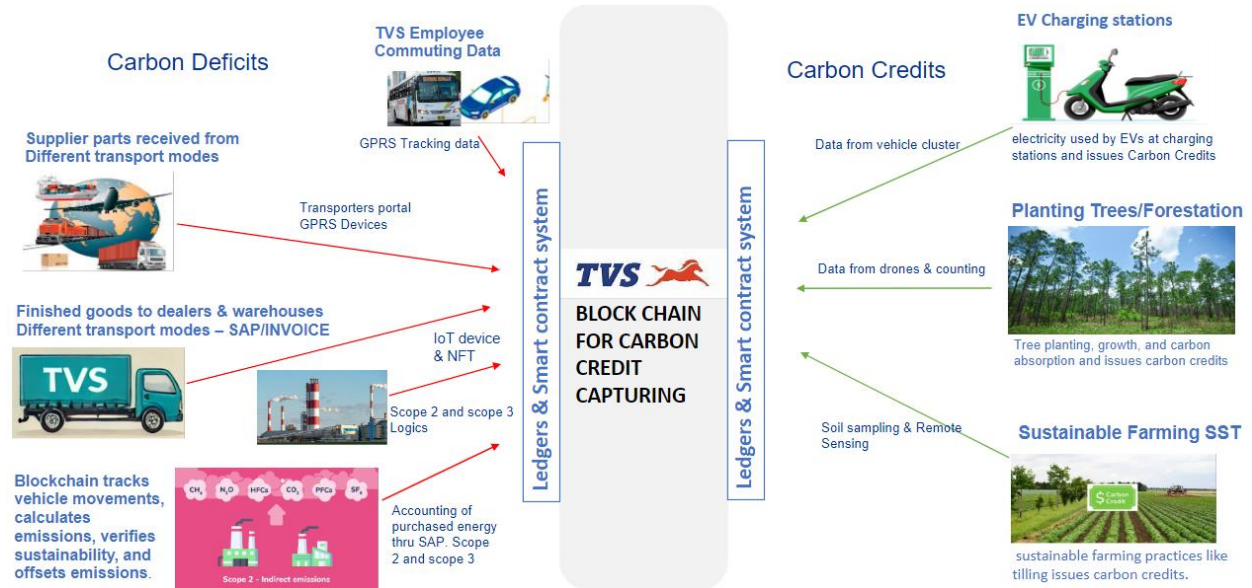 Carbon Deficits
TVS Employee
Commuting Data
GPRS Tracking data
Supplier parts received from
Different transport modes
Transporters portal
GPRS Devices
Finished goods to dealers & warehouses
Different transport modes – SAP/INVOICE
TVS
IoT device
& NFT
Scope 2 and scope 3
Logics
Blockchain tracks
vehicle movements,
calculates
emissions, verifies
sustainability, and
offsets emissions.
CH4 N2O HFCs CO2 PFCs SF6
Scope 2 - Indirect emissions
Accounting of
purchased energy
thru SAP. Scope
2 and scope 3
Ledgers & Smart contract system
TVS
BLOCK CHAIN
FOR CARBON
CREDIT
CAPTURING
Ledgers & Smart contract system
Carbon Credits
EV Charging stations
Data from vehicle cluster
electricity used by EVs at charging
stations and issues Carbon Credits
Planting Trees/Forestation
Data from drones & counting
Tree planting, growth, and carbon
absorption and issues carbon credits
Soil sampling & Remote
Sensing
Sustainable Farming SST
$ Carbon
Credit
sustainable farming practices like
tilling issues carbon credits.